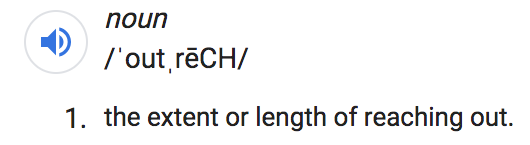 noun
/ˈoutˌrēCH/
1. the extent or length of reaching out.